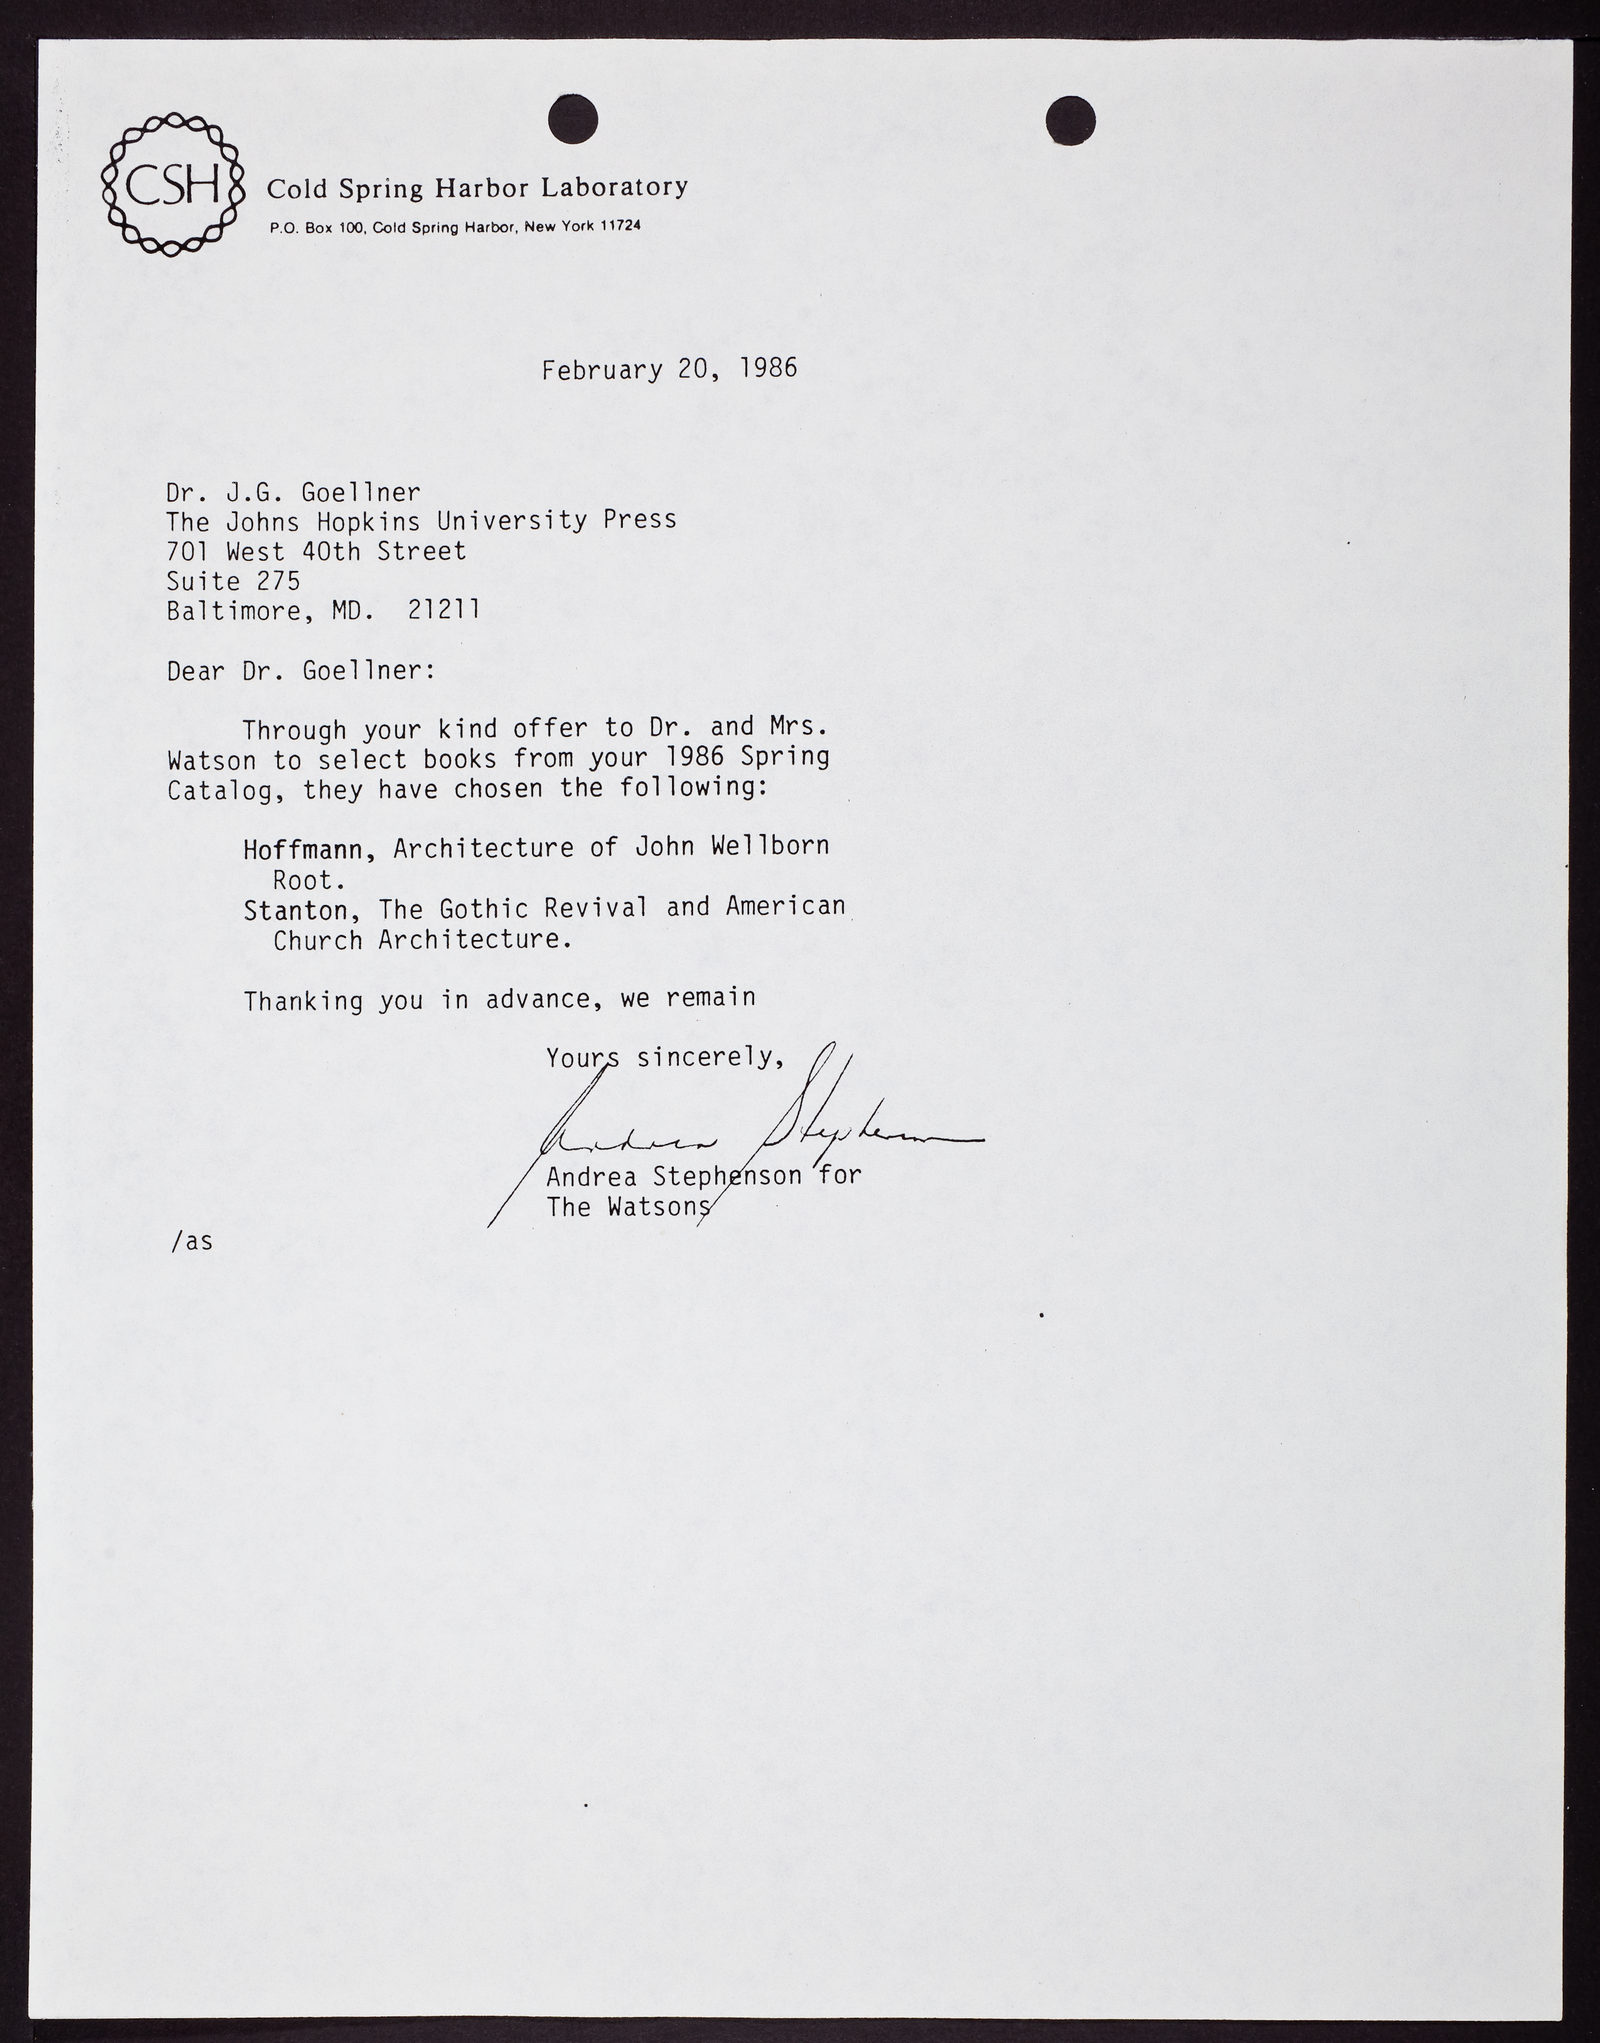 CSH
Cold Spring Harbor Laboratory
P.O. Box 100, Cold Spring Harbor, New York 11724
February 20, 1986
Dr. J.G. Goellner
The Johns Hopkins University Press
701 West 40th Street
Suite 275
Baltimore, MD.  21211
Dear Dr. Goellner:
Through your kind offer to Dr. and Mrs.
Watson to select books from your 1986 Spring
Catalog, they have chosen the following:
Hoffmann, Architecture of John Wellborn
Root.
Stanton, The Gothic Revival and American
Church Architecture.
Thanking you in advance, we remain
Yours sincerely,
Andrea Stephenson
Andrea Stephenson for
The Watsons
/as